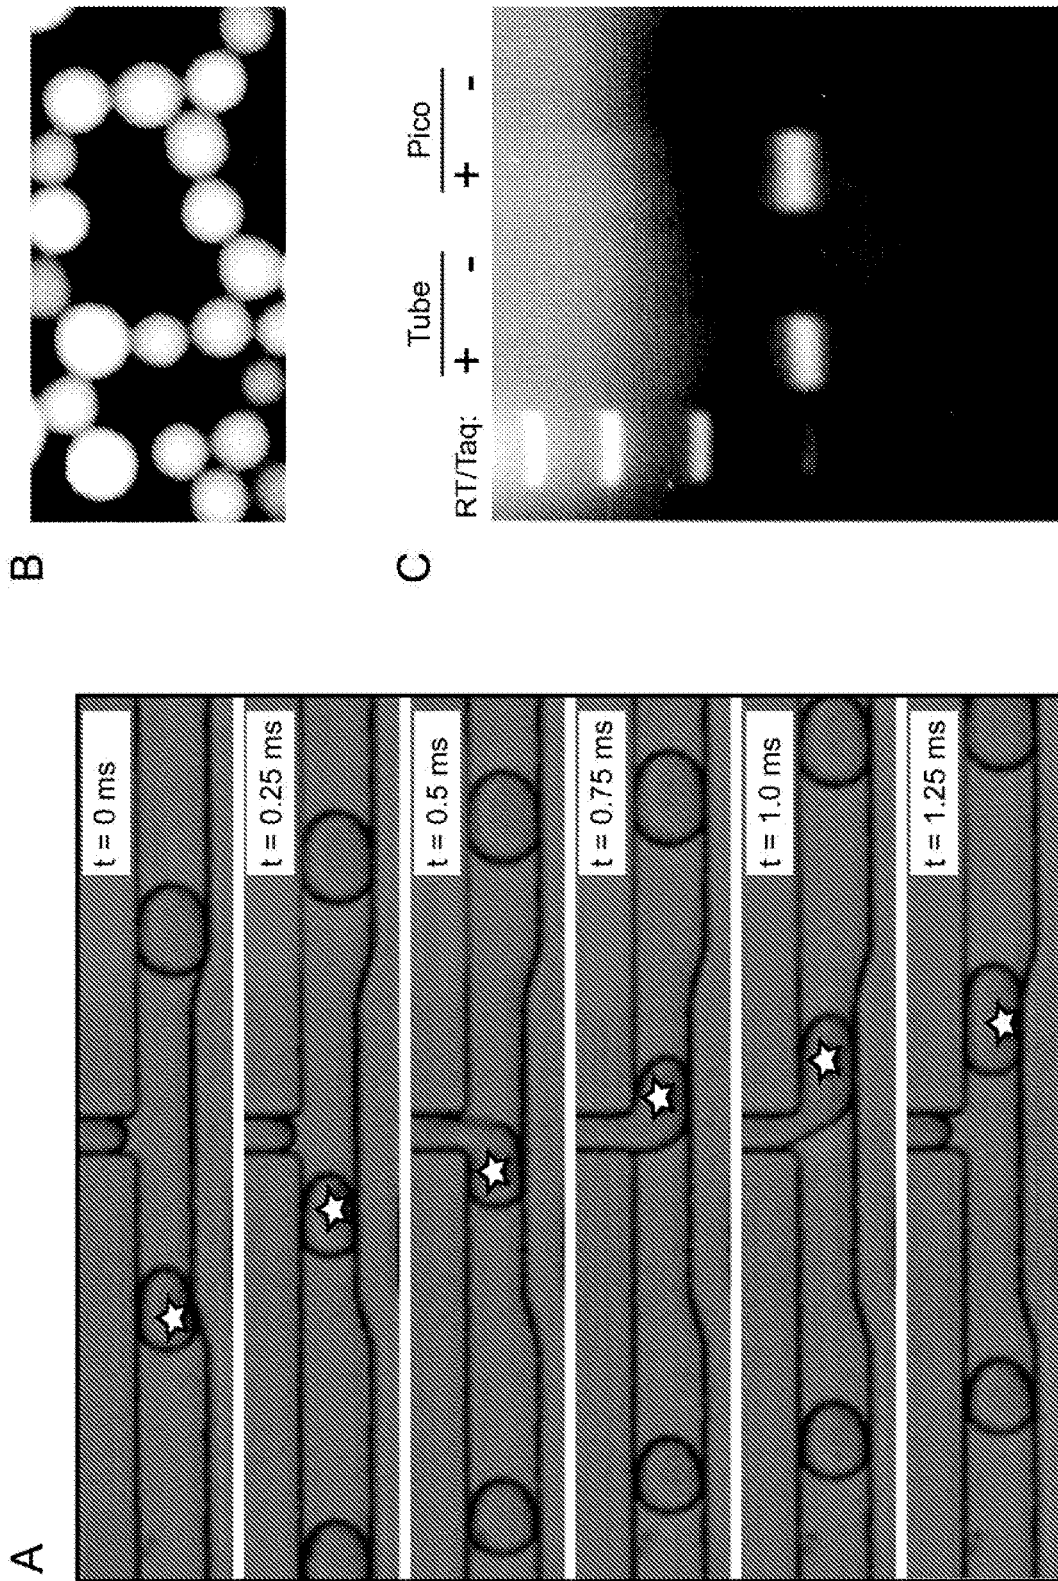 A
t = 0 ms
t = 0.25 ms
t = 0.5 ms
t = 0.75 ms
t = 1.0 ms
t = 1.25 ms
B
C
Tube Pico
RT/Taq: + - + -